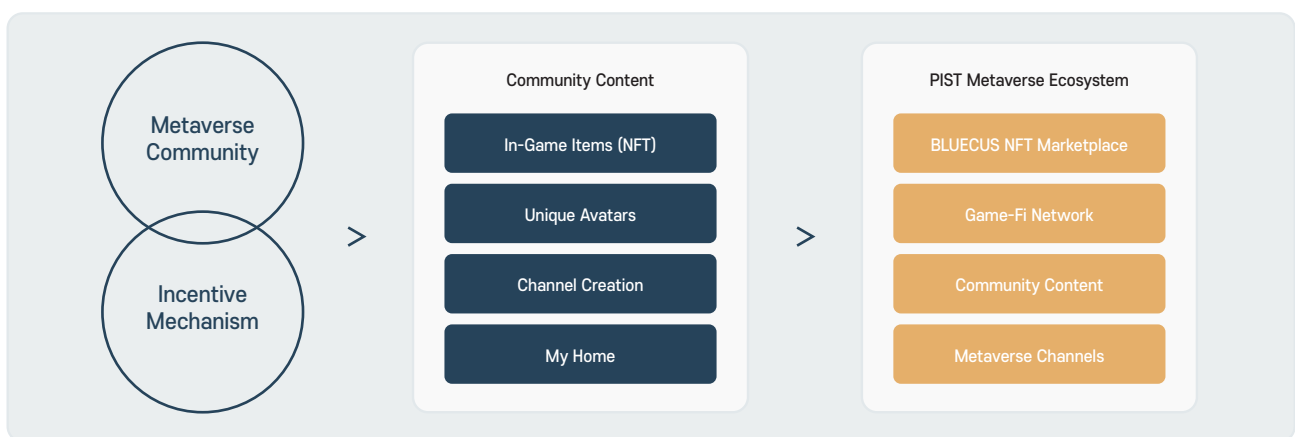 Metaverse
Community
Incentive
Mechanism
>
Community Content
In-Game Items (NFT)
Unique Avatars
Channel Creation
My Home
>
PIST Metaverse Ecosystem
BLUECUS NFT Marketplace
Game-Fi Network
Community Content
Metaverse Channels